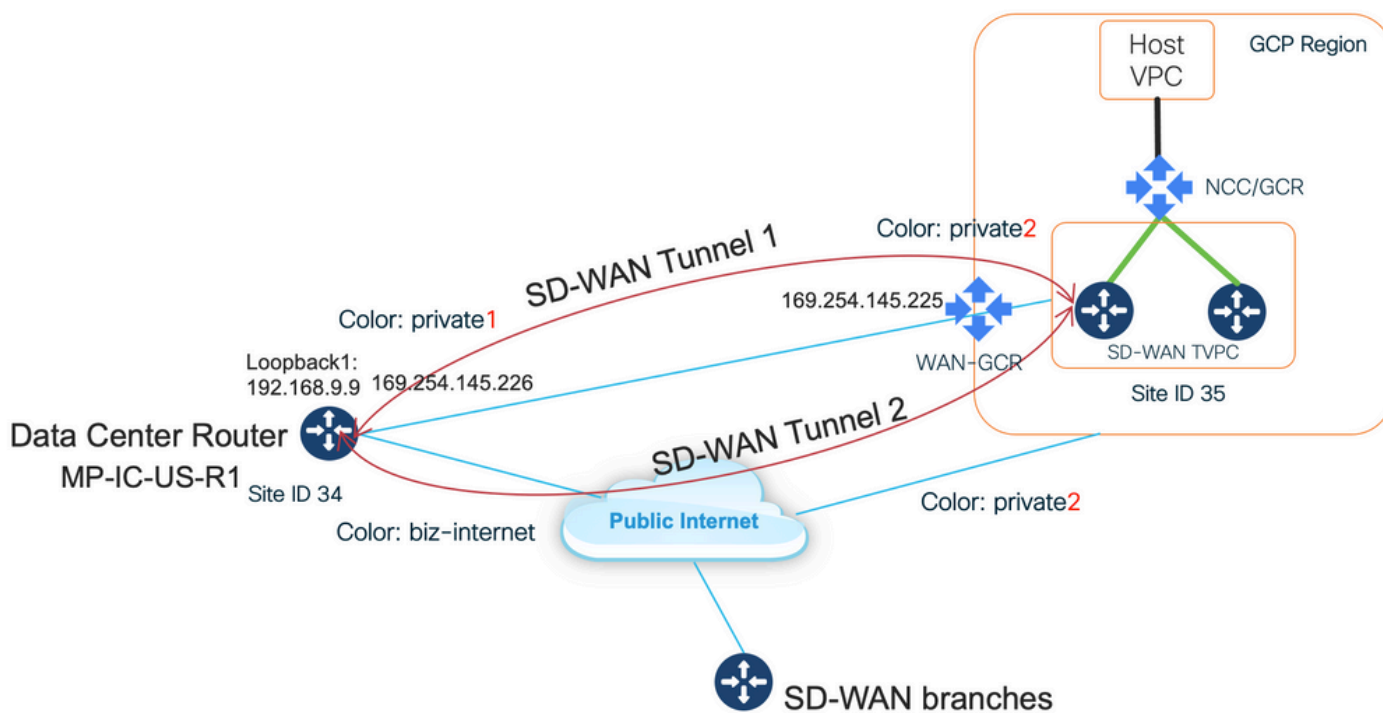 Host
VPC
GCP Region
NCC/GCR
Color: private2
SD-WAN Tunnel 1
169.254.145.225
Color: private1
WAN-GCR
SD-WAN TVPC
Loopback1:
192.168.9.9
169.254.145.226
Site ID 35
Data Center Router
MP-IC-US-R1
Site ID 34
SD-WAN Tunnel 2
Color: private2
Color: biz-internet
Public Internet
SD-WAN branches